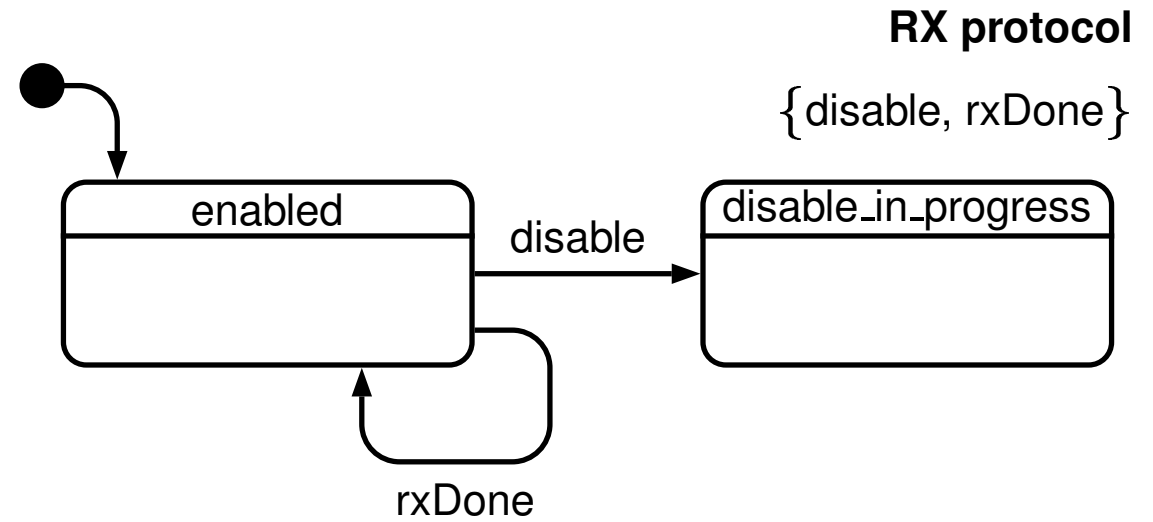 RX protocol
{disable, rxDone}
enabled
disable_in_progress
disable
rxDone